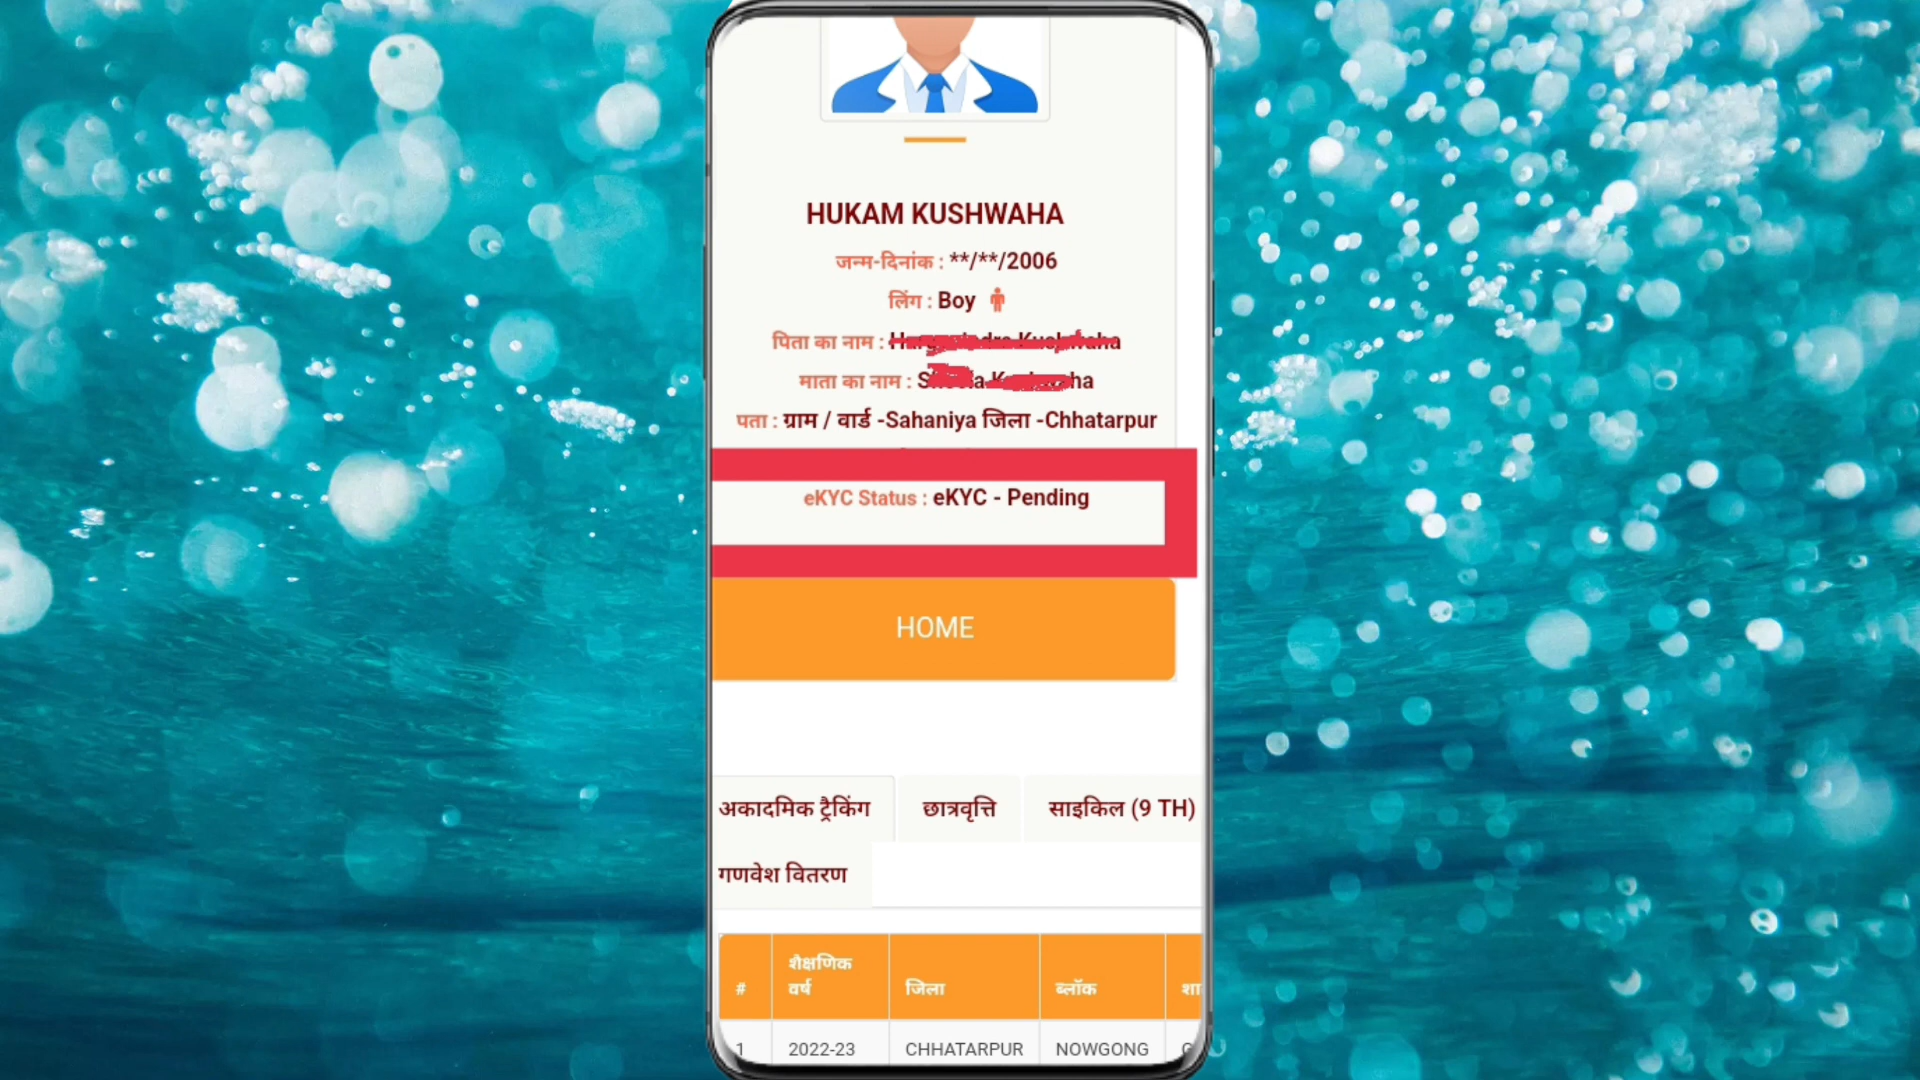 HUKAM KUSHWAHA
जन्म-दिनांक : **/**/2006
लिंग : Boy
पिता का नाम :
माता का नाम :
पता : ग्राम / वार्ड -Sahaniya जिला -Chhatarpur
eKYC Status : eKYC - Pending
HOME
अकादमिक ट्रैकिंग छात्रवृत्ति साइकिल (9 TH)
गणवेश वितरण
# शैक्षणिक वर्ष जिला ब्लॉक
1 2022-23 CHHATARPUR NOWGONG